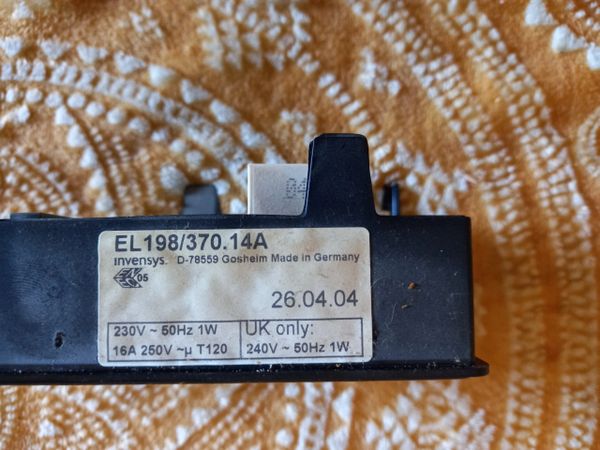 EL198/370.14A
invensys. D-78559 Gosheim Made in Germany
05
26.04.04
230V ~ 50Hz 1W
16A 250V ~µ T120
UK only:
240V ~ 50Hz 1W